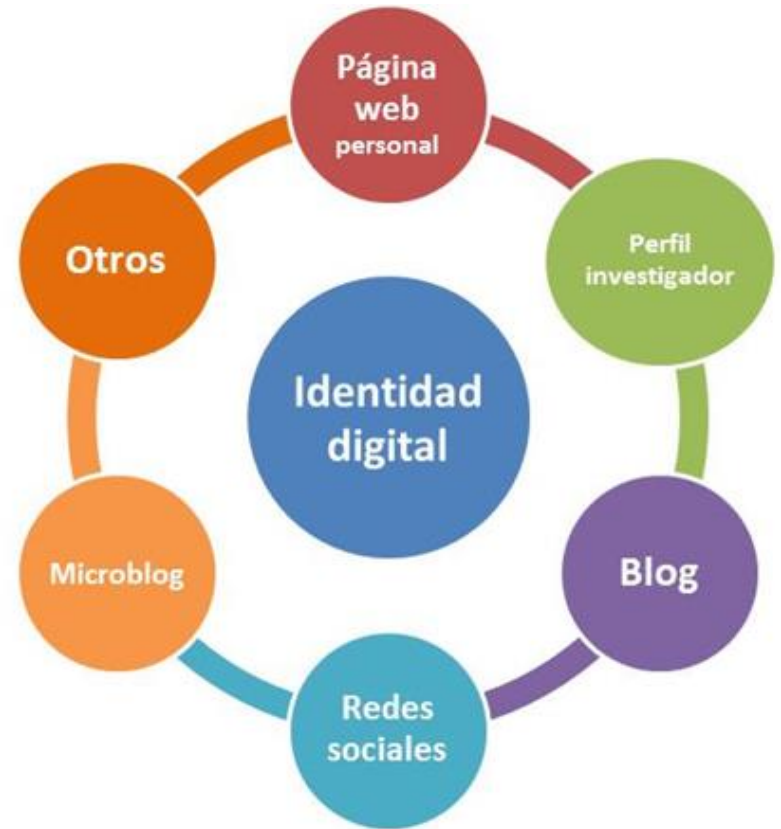 Página
web
personal
Perfil
investigador
Blog
Redes
sociales
Microblog
Otros
Identidad
digital